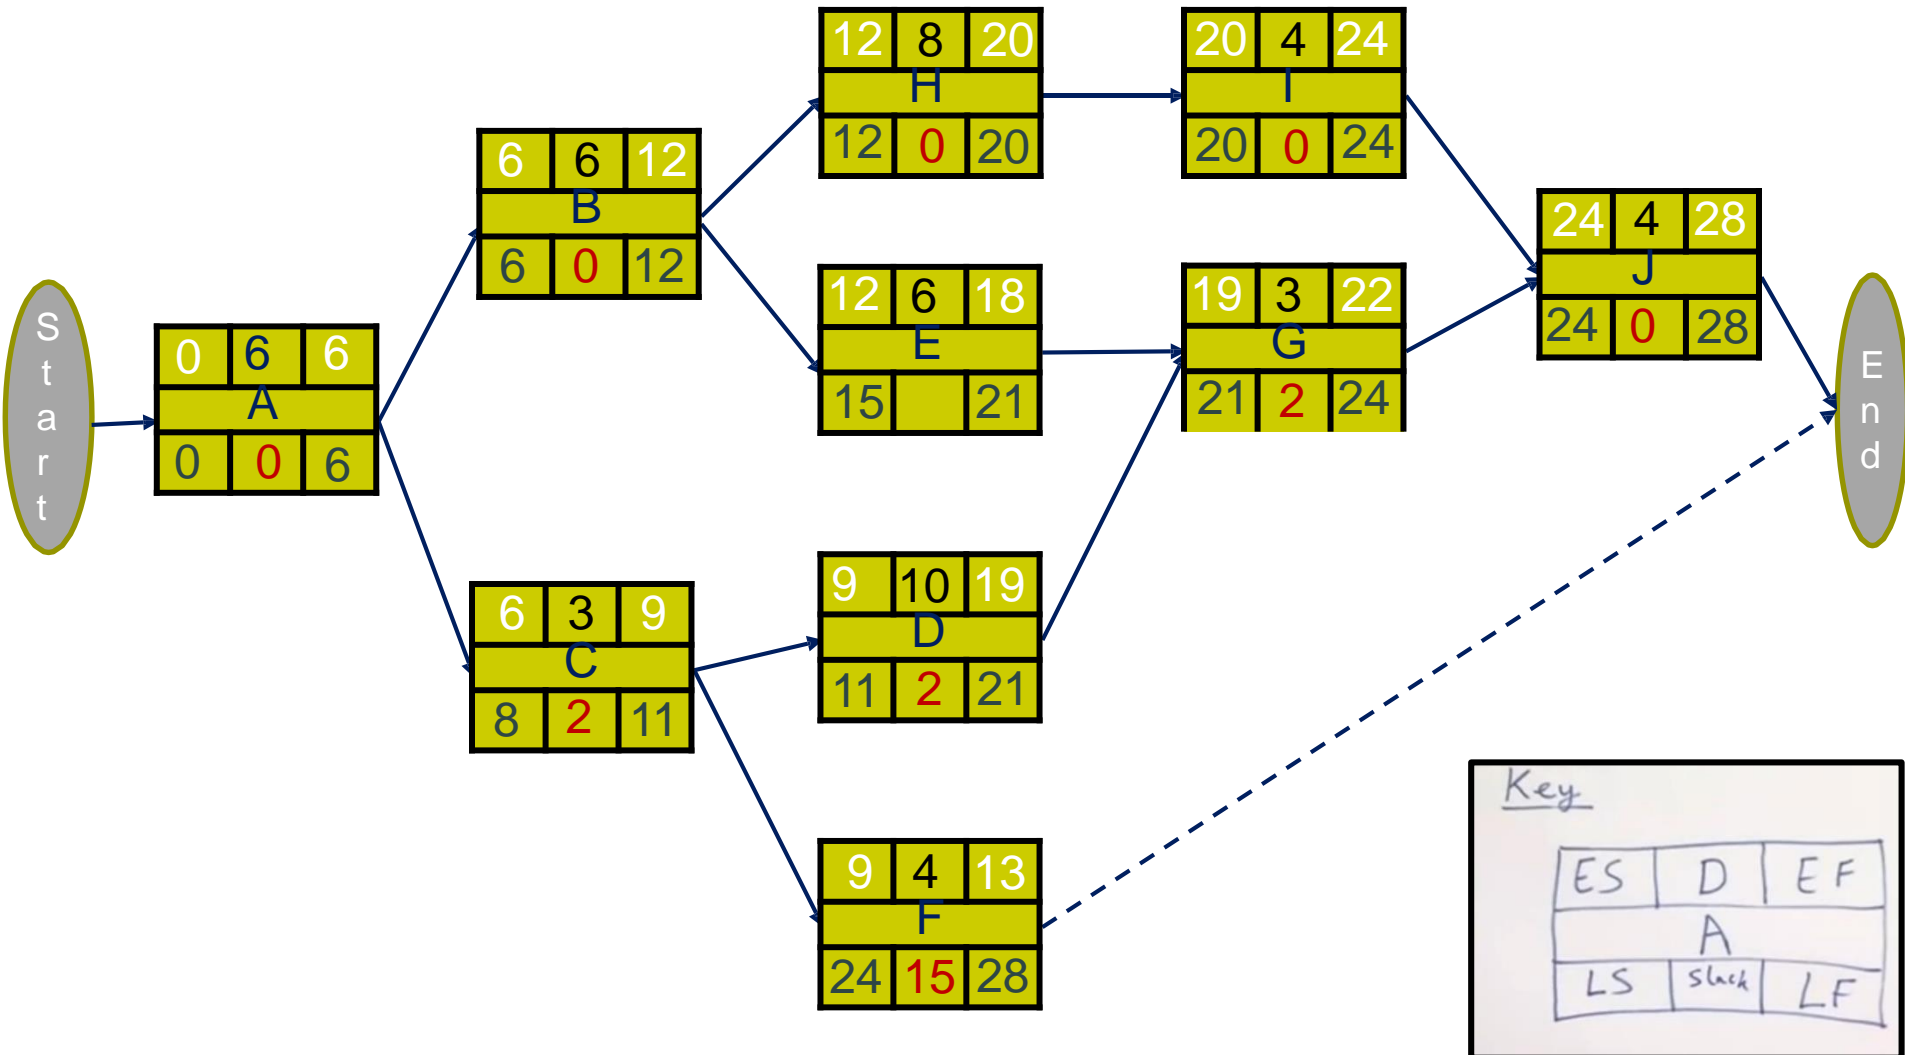 Start
0 6 6
A
0 0 6
6 6 12
B
6 0 12
6 3 9
C
8 2 11
12 8 20
H
12 0 20
12 6 18
E
15 21
9 10 19
D
11 2 21
9 4 13
F
24 15 28
20 4 24
I
20 0 24
19 3 22
G
21 2 24
24 4 28
J
24 0 28
End
Key
ES D EF
A
LS Slack LF